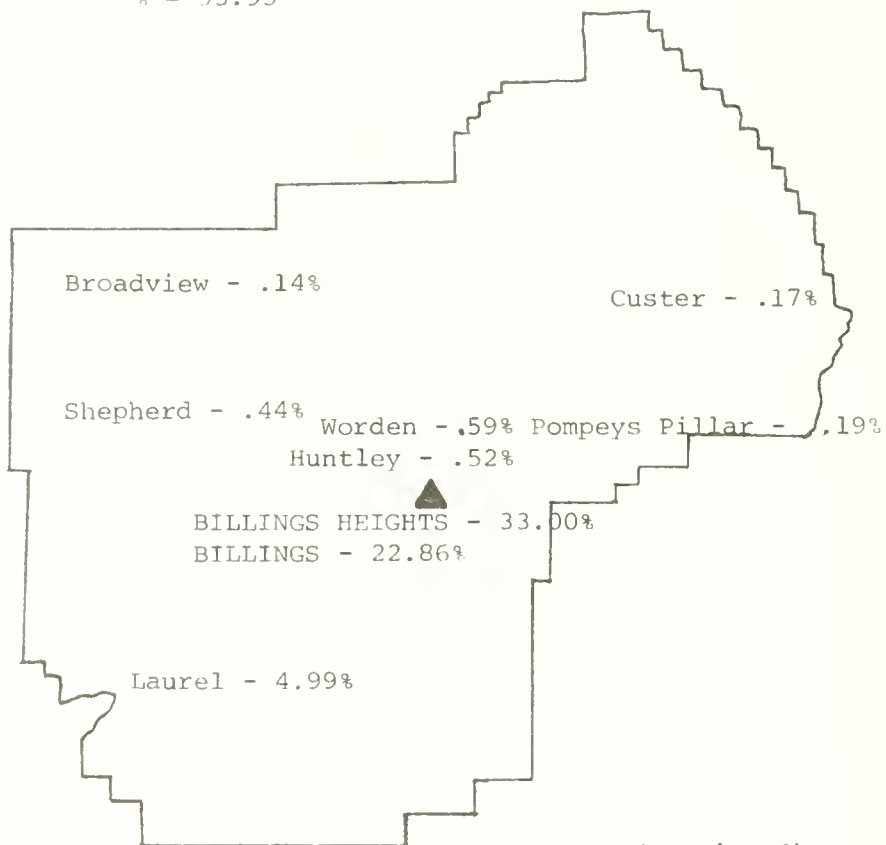 Broadview - .14%
Custer - .17%
Shepherd - .44%
Worden - .59% Pompeys Pillar - .19%
Huntley - .52%
BILLINGS HEIGHTS - 33.00%
BILLINGS - 22.86%
Laurel - 4.99%